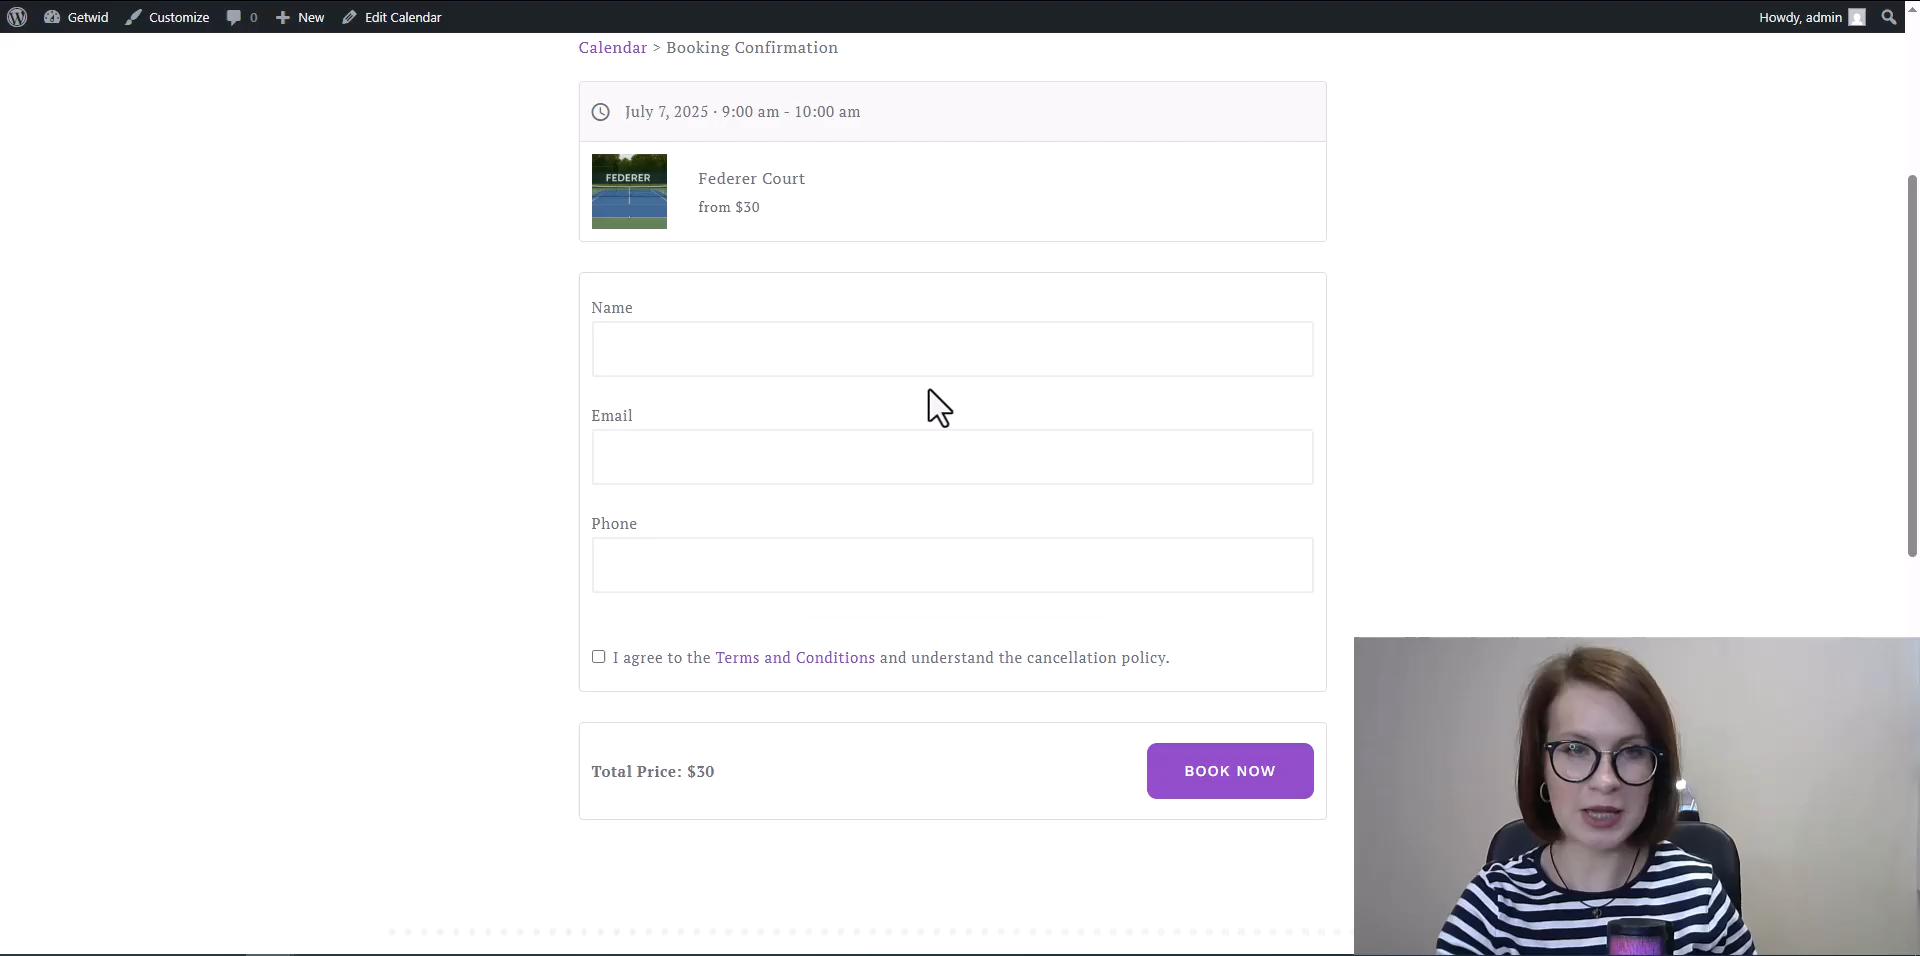 Getwid Customize 0 New Edit Calendar Howdy, admin
Calendar > Booking Confirmation
July 7, 2025 · 9:00 am - 10:00 am
FEDERER
Federer Court
from $30
Name
Email
Phone
I agree to the Terms and Conditions and understand the cancellation policy.
Total Price: $30
BOOK NOW